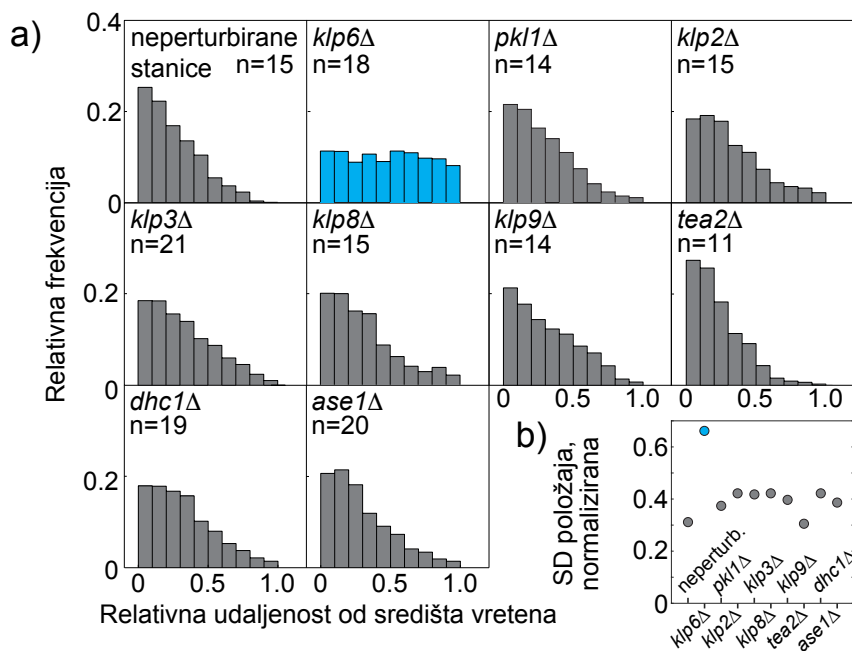 a)
neperturbirane
stanice n=15
klp6Δ
n=18
pkl1Δ
n=14
klp2Δ
n=15
klp3Δ
n=21
klp8Δ
n=15
klp9Δ
n=14
tea2Δ
n=11
dhc1Δ
n=19
ase1Δ
n=20
Relativna frekvencija
0.4
0.2
0
0.2
0
0.2
0
0 0.5 1.0
0 0.5 1.0
0 0.5 1.0
0 0.5 1.0
Relativna udaljenost od središta vretena
b)
SD položaja,
normalizirana
0.6
0.4
0.2
0
neperturb.
klp6Δ
pkl1Δ
klp2Δ
klp3Δ
klp8Δ
klp9Δ
tea2Δ
dhc1Δ
ase1Δ